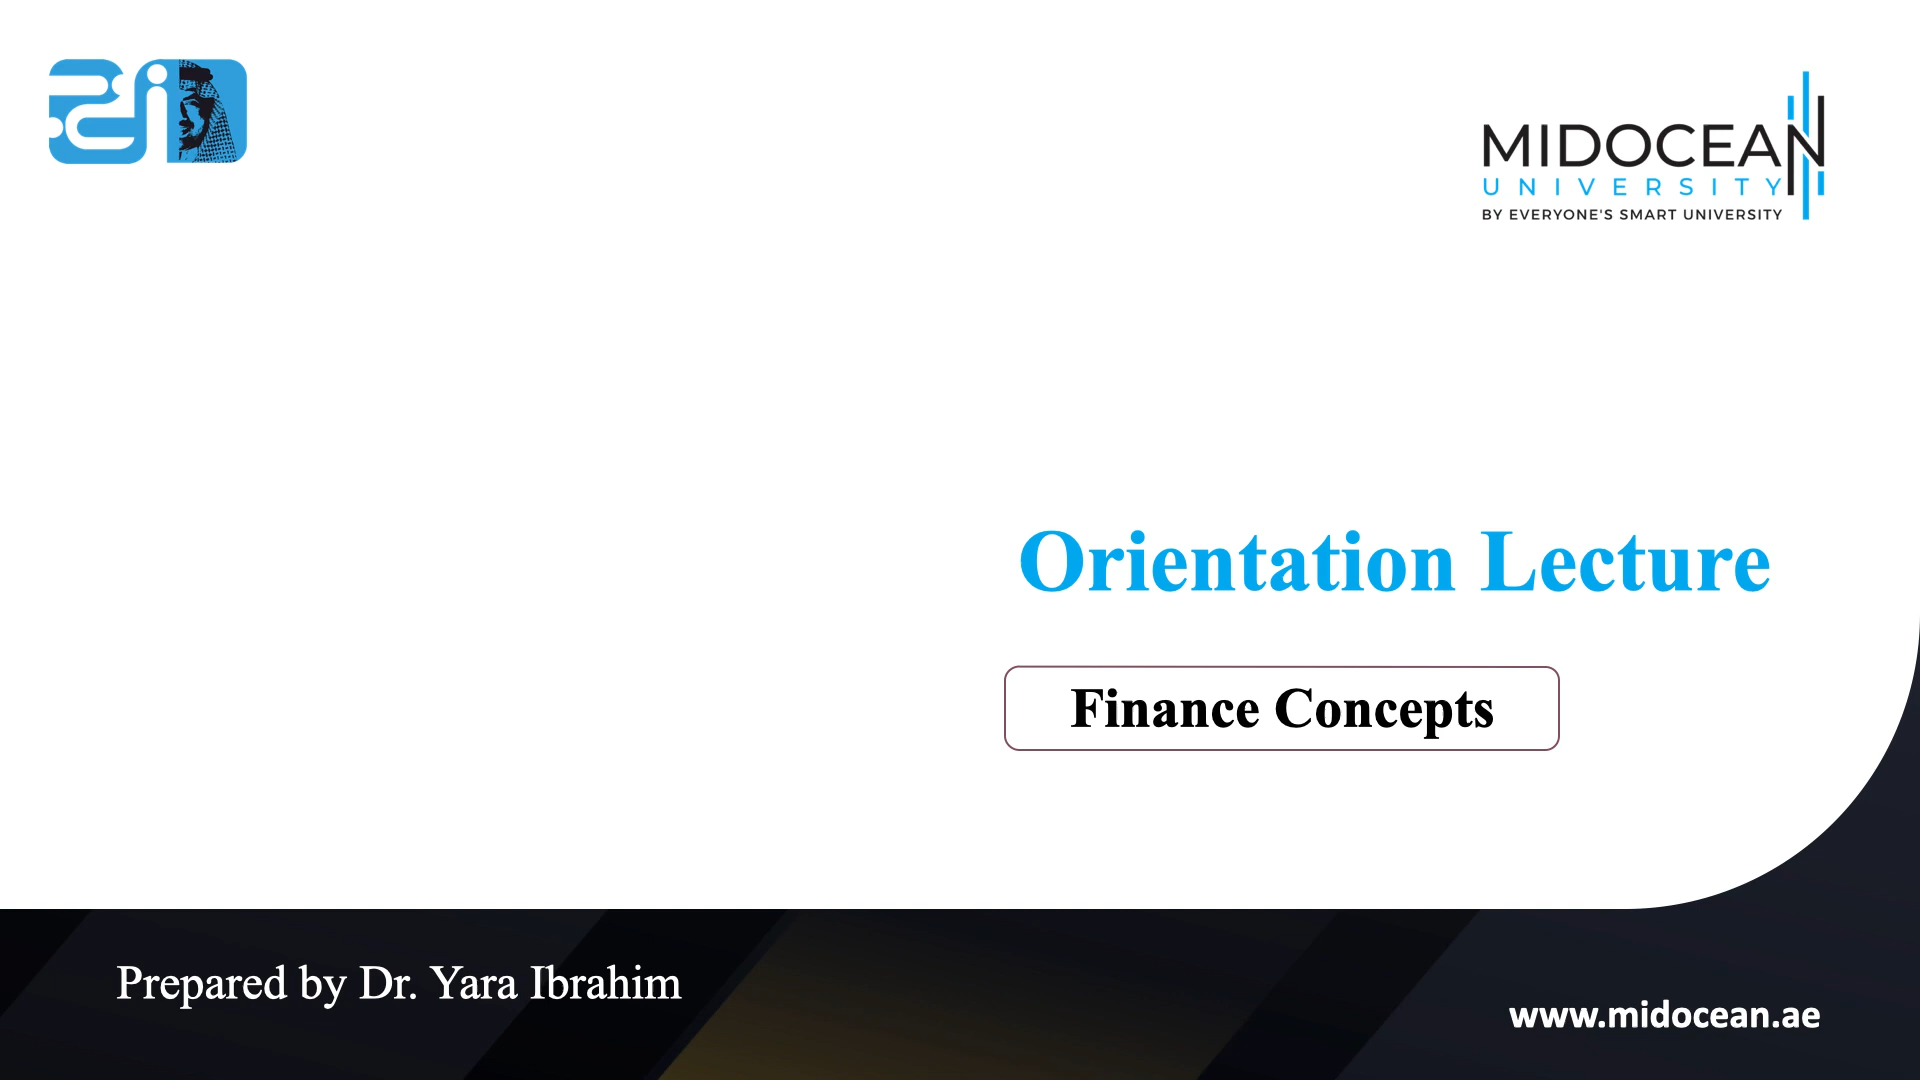 MIDOCEAN
UNIVERSITY
BY EVERYONE'S SMART UNIVERSITY
Orientation Lecture
Finance Concepts
Prepared by Dr. Yara Ibrahim
www.midocean.ae